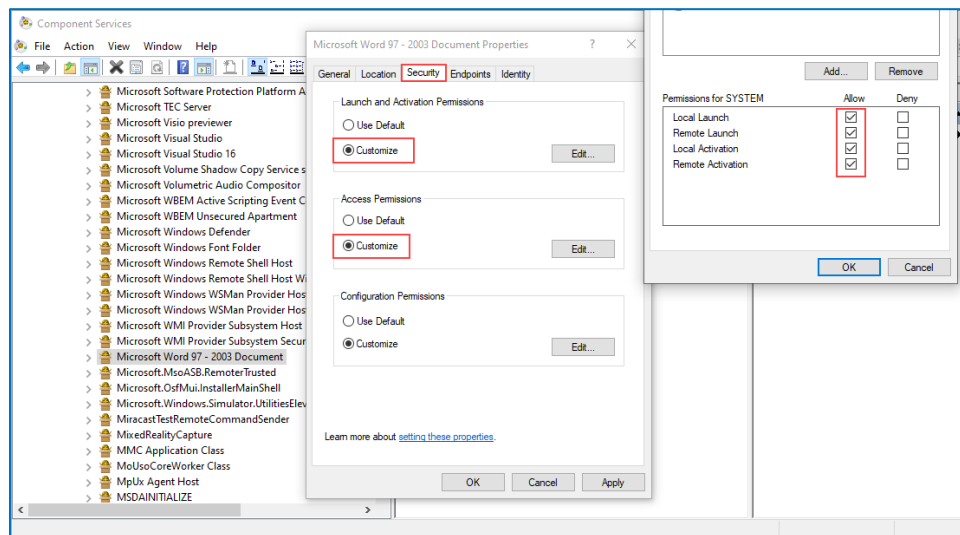 Component Services
File Action View Window Help
Microsoft Software Protection Platform A
Microsoft TEC Server
Microsoft Visio previewer
Microsoft Visual Studio
Microsoft Visual Studio 16
Microsoft Volume Shadow Copy Service s
Microsoft Volumetric Audio Compositor
Microsoft WBEM Active Scripting Event C
Microsoft WBEM Unsecured Apartment
Microsoft Windows Defender
Microsoft Windows Font Folder
Microsoft Windows Remote Shell Host
Microsoft Windows Remote Shell Host Wi
Microsoft Windows WSMan Provider Hos
Microsoft Windows WSMan Provider Hos
Microsoft WMI Provider Subsystem Host
Microsoft WMI Provider Subsystem Secur
Microsoft Word 97 - 2003 Document
Microsoft.MsoASB.RemoterTrusted
Microsoft.OsfMui.InstallerMainShell
Microsoft.Windows.Simulator.UtilitiesElev
MiracastTestRemoteCommandSender
MixedRealityCapture
MMC Application Class
MoUsoCoreWorker Class
MpUx Agent Host
MSDAINITIALIZE
Microsoft Word 97 - 2003 Document Properties
General Location Security Endpoints Identity
Launch and Activation Permissions
Use Default
Customize
Edit...
Access Permissions
Use Default
Customize
Edit...
Configuration Permissions
Use Default
Customize
Edit...
Learn more about setting these properties.
OK Cancel Apply
Add... Remove
Permissions for SYSTEM Allow Deny
Local Launch
Remote Launch
Local Activation
Remote Activation
OK Cancel